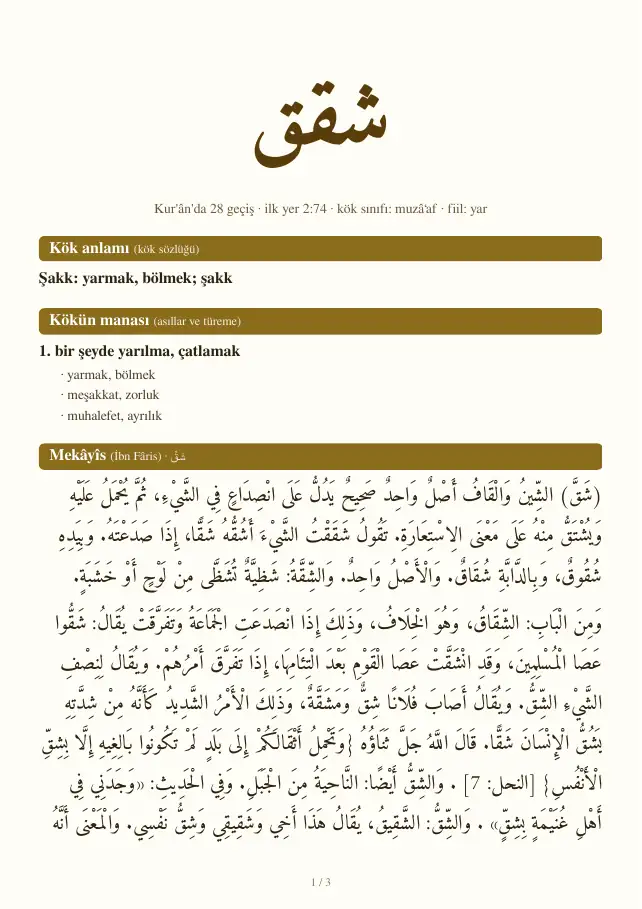 شقق
Kur'ân'da 28 geçiş · ilk yer 2:74 · kök sınıfı: muzâ'af · fiil: yar
Kök anlamı (kök sözlüğü)
Şakk: yarmak, bölmek; şakk
Kökün manası (asıllar ve türeme)
1. bir şeyde yarılma, çatlamak
· yarmak, bölmek
· meşakkat, zorluk
· muhalefet, ayrılık
Mekâyîs (İbn Fâris) · شقّ
(شَقَّ) الشِّينُ وَالْقَافُ أَصْلٌ وَاحِدٌ صَحِيحٌ يَدُلُّ عَلَى انْصِدَاعٍ فِي الشَّيْءِ، ثُمَّ يُحْمَلُ عَلَيْهِ
وَيُشْتَقُّ مِنْهُ عَلَى مَعْنَى الِاسْتِعَارَةِ. تَقُولُ شَقَقْتُ الشَّيْءَ أَشُقُّهُ شَقًّا، إِذَا صَدَعْتَهُ. وَبِيَدِهِ
شُقُوقٌ، وَبِالدَّابَّةِ شُقَاقٌ. وَالْأَصْلُ وَاحِدٌ. وَالشِّقَّةُ: شَظِيَّةٌ تُشَظَّى مِنْ لَوْحٍ أَوْ خَشَبَةٍ.
وَمِنَ الْبَابِ: الشِّقَاقُ، وَهُوَ الْخِلَافُ، وَذَلِكَ إِذَا انْصَدَعَتِ الْجَمَاعَةُ وَتَفَرَّقَتْ يُقَالُ: شَقُّوا
عَصَا الْمُسْلِمِينَ، وَقَدِ انْشَقَّتْ عَصَا الْقَوْمِ بَعْدَ الْتِئَامِهَا، إِذَا تَفَرَّقَ أَمْرُهُمْ. وَيُقَالُ لِنِصْفِ
الشَّيْءِ الشِّقُّ. وَيُقَالُ أَصَابَ فُلَانًا شِقٌّ وَمَشَقَّةٌ، وَذَلِكَ الْأَمْرُ الشَّدِيدُ كَأَنَّهُ مِنْ شِدَّتِهِ
يَشُقُّ الْإِنْسَانَ شَقًّا. قَالَ اللَّهُ جَلَّ ثَنَاؤُهُ {وَتَحْمِلُ أَثْقَالَكُمْ إِلَى بَلَدٍ لَمْ تَكُونُوا بَالِغِيهِ إِلَّا بِشِقِّ
الْأَنْفُسِ} [النحل: 7] . وَالشِّقُّ أَيْضًا: النَّاحِيَةُ مِنَ الْجَبَلِ. وَفِي الْحَدِيثِ: «وَجَدَنِي فِي
أَهْلِ غُنَيْمَةٍ بِشِقٍّ» . وَالشِّقُّ: الشَّقِيقُ، يُقَالُ هَذَا أَخِي وَشَقِيقِي وَشِقُّ نَفْسِي. وَالْمَعْنَى أَنَّهُ
1 / 3